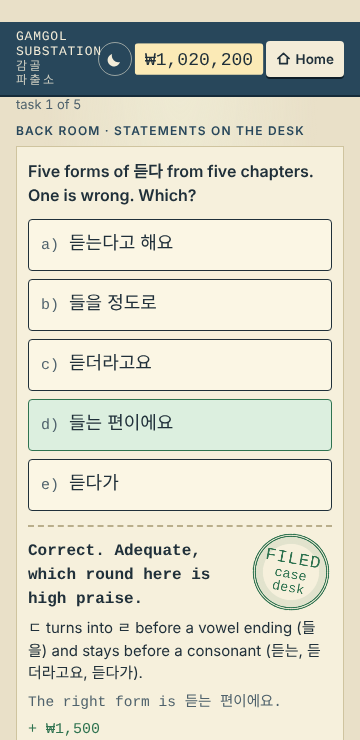 GAMGOL
SUBSTATION
감골
파출소
₩1,020,200
Home
task 1 of 5
BACK ROOM · STATEMENTS ON THE DESK
Five forms of 듣다 from five chapters.
One is wrong. Which?
a) 듣는다고 해요
b) 들을 정도로
c) 듣더라고요
d) 들는 편이에요
e) 듣다가
Correct. Adequate,
which round here is
high praise.
FILED
case
desk
ㄷ turns into ㄹ before a vowel ending (들
을) and stays before a consonant (듣는, 듣
더라고요, 듣다가).
The right form is 듣는 편이에요.
+ ₩1,500